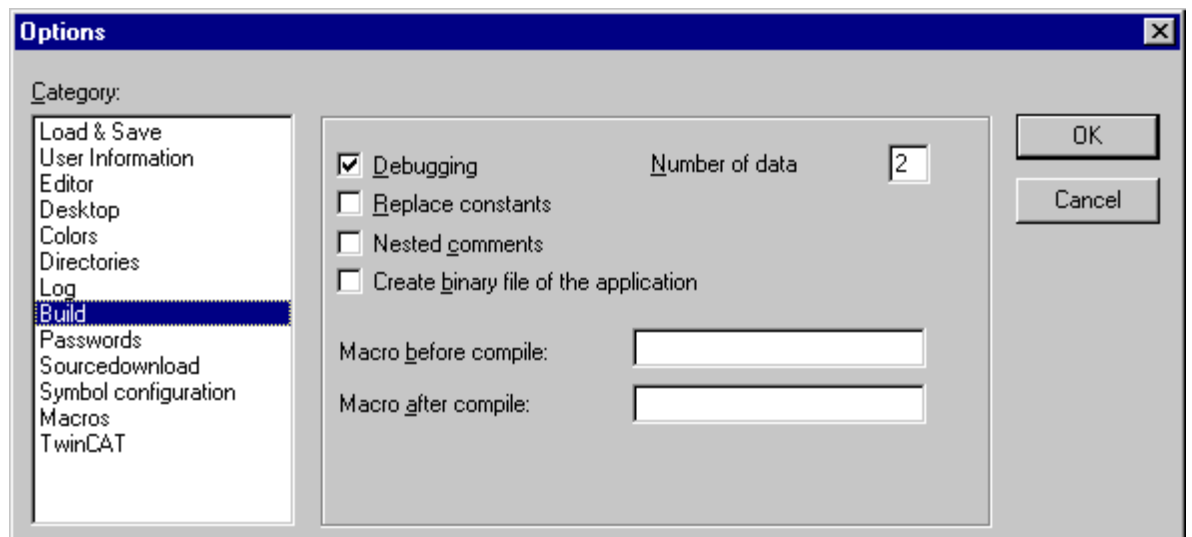 Options
Category:
Load & Save
User Information
Editor
Desktop
Colors
Directories
Log
Build
Passwords
Sourcedownload
Symbol configuration
Macros
TwinCAT
Debugging Number of data 2
Replace constants
Nested comments
Create binary file of the application
Macro before compile:
Macro after compile:
OK
Cancel